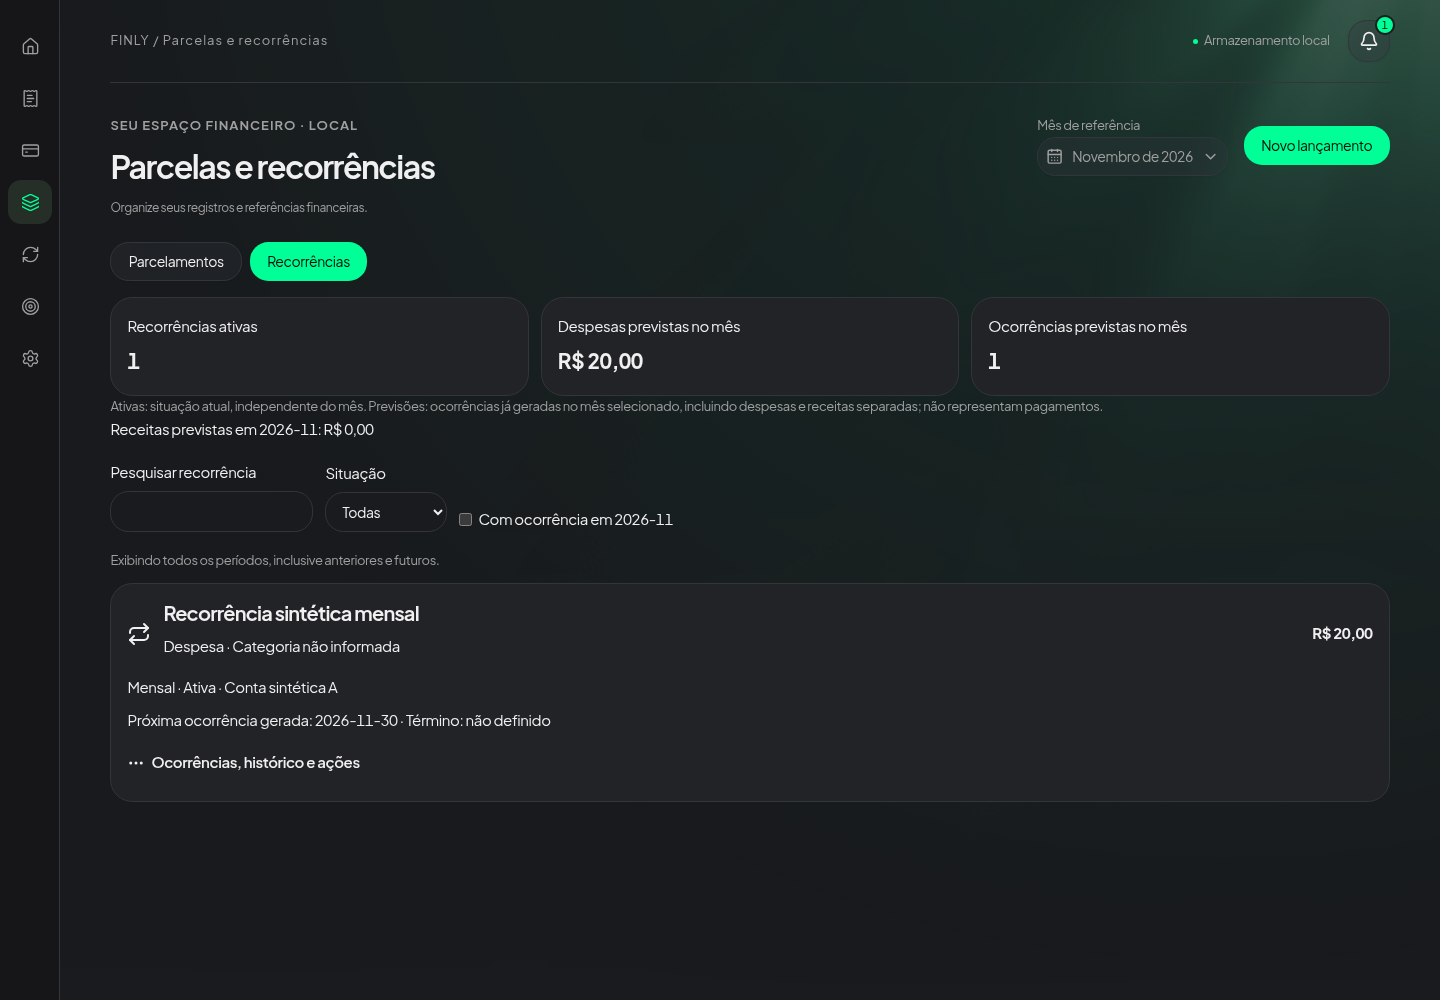 FINLY / Parcelas e recorrências
Armazenamento local
1
SEU ESPAÇO FINANCEIRO · LOCAL
Parcelas e recorrências
Organize seus registros e referências financeiras.
Mês de referência
Novembro de 2026
Novo lançamento
Parcelamentos
Recorrências
Recorrências ativas
1
Despesas previstas no mês
R$ 20,00
Ocorrências previstas no mês
1
Ativas: situação atual, independente do mês. Previsões: ocorrências já geradas no mês selecionado, incluindo despesas e receitas separadas; não representam pagamentos.
Receitas previstas em 2026-11: R$ 0,00
Pesquisar recorrência
Situação
Todas
Com ocorrência em 2026-11
Exibindo todos os períodos, inclusive anteriores e futuros.
Recorrência sintética mensal
Despesa · Categoria não informada
R$ 20,00
Mensal · Ativa · Conta sintética A
Próxima ocorrência gerada: 2026-11-30 · Término: não definido
Ocorrências, histórico e ações